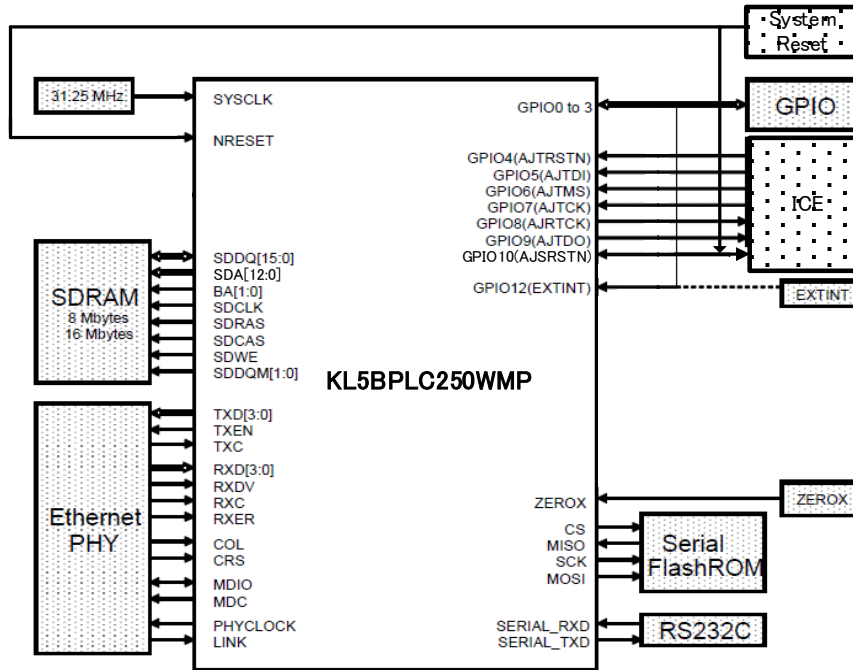 System
Reset
31.25 MHz
SYSCLK
GPIO0 to 3
GPIO
NRESET
GPIO4(AJTRSTN)
GPIO5(AJTDI)
GPIO6(AJTMS)
GPIO7(AJTCK)
GPIO8(AJRTCK)
GPIO9(AJTDO)
GPIO10(AJSRSTN)
GPIO12(EXTINT)
ICE
EXTINT
SDRAM
8 Mbytes
16 Mbytes
SDDQ[15:0]
SDA[12:0]
BA[1:0]
SDCLK
SDRAS
SDCAS
SDWE
SDDQM[1:0]
KL5BPLC250WMP
Ethernet
PHY
TXD[3:0]
TXEN
TXC
RXD[3:0]
RXDV
RXC
RXER
COL
CRS
MDIO
MDC
PHYCLOCK
LINK
ZEROX
ZEROX
CS
MISO
SCK
MOSI
Serial
FlashROM
SERIAL_RXD
SERIAL_TXD
RS232C